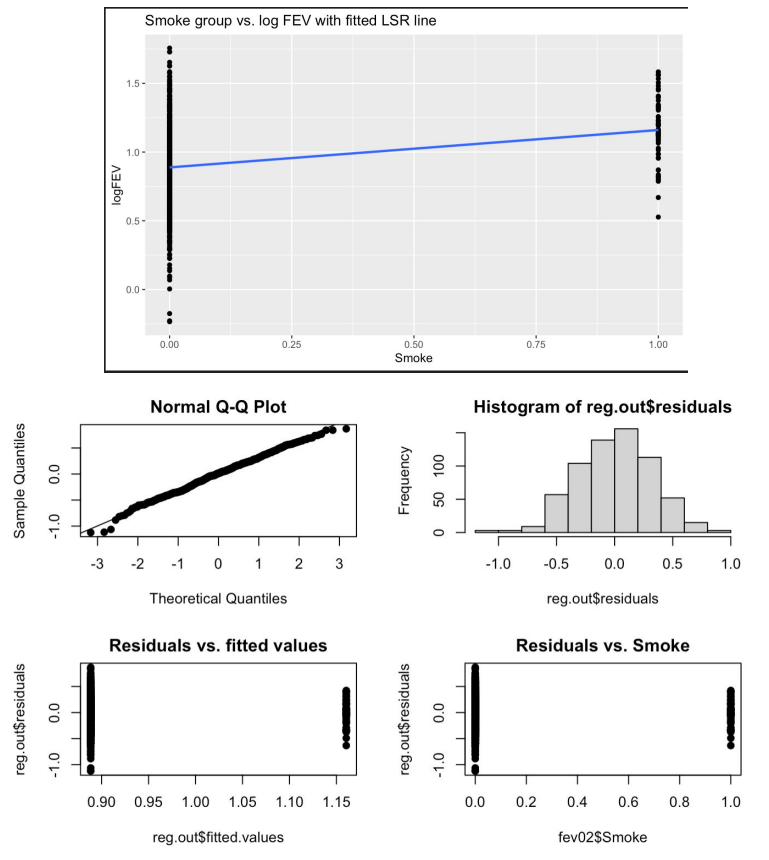 Smoke group vs. log FEV with fitted LSR line
logFEV
1.5
1.0
0.5
0.0
0.00 0.25 0.50 0.75 1.00
Smoke
Normal Q-Q Plot
Sample Quantiles
0.0
-1.0
-3 -2 -1 0 1 2 3
Theoretical Quantiles
Histogram of reg.out$residuals
Frequency
100
50
0
-1.0 -0.5 0.0 0.5 1.0
reg.out$residuals
Residuals vs. fitted values
reg.out$residuals
0.0
-1.0
0.90 0.95 1.00 1.05 1.10 1.15
reg.out$fitted.values
Residuals vs. Smoke
reg.out$residuals
0.0
-1.0
0.0 0.2 0.4 0.6 0.8 1.0
fev02$Smoke